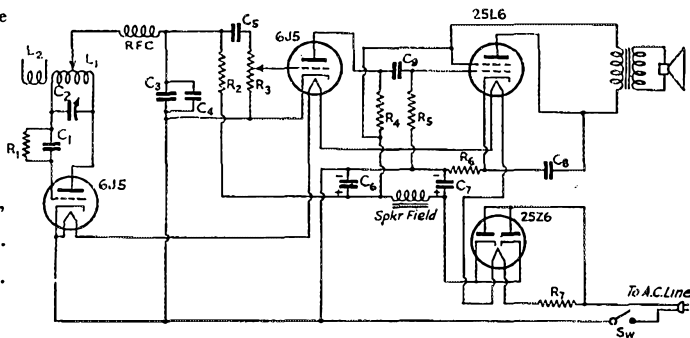 e
RFC
C5
6J5
25L6
L2
L1
C2
C3
C4
R2
R3
C9
R4
R5
C1
R1
6J5
R6
C8
C6
C7
Spkr Field
25Z6
R7
To A.C. Line
Sw
,
.
.